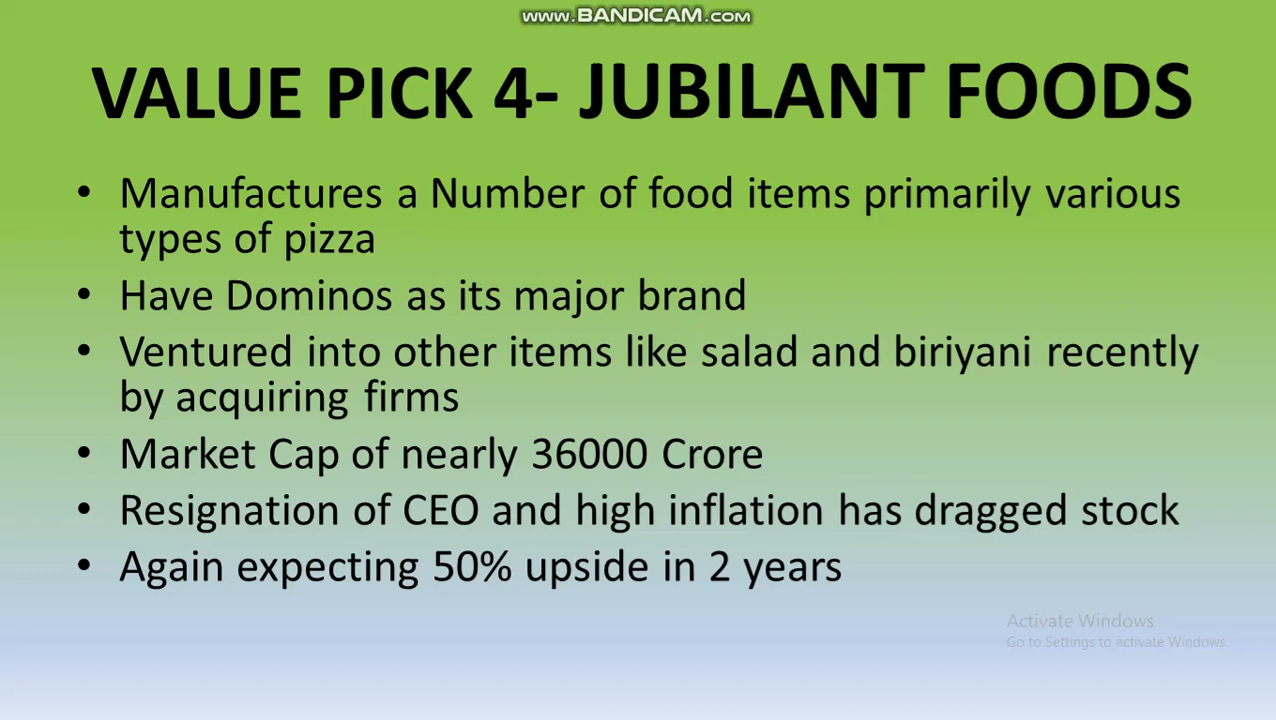 www.BANDICAM.com
VALUE PICK 4- JUBILANT FOODS
• Manufactures a Number of food items primarily various
types of pizza
• Have Dominos as its major brand
• Ventured into other items like salad and biriyani recently
by acquiring firms
• Market Cap of nearly 36000 Crore
• Resignation of CEO and high inflation has dragged stock
• Again expecting 50% upside in 2 years
Activate Windows
Go to Settings to activate Windows.